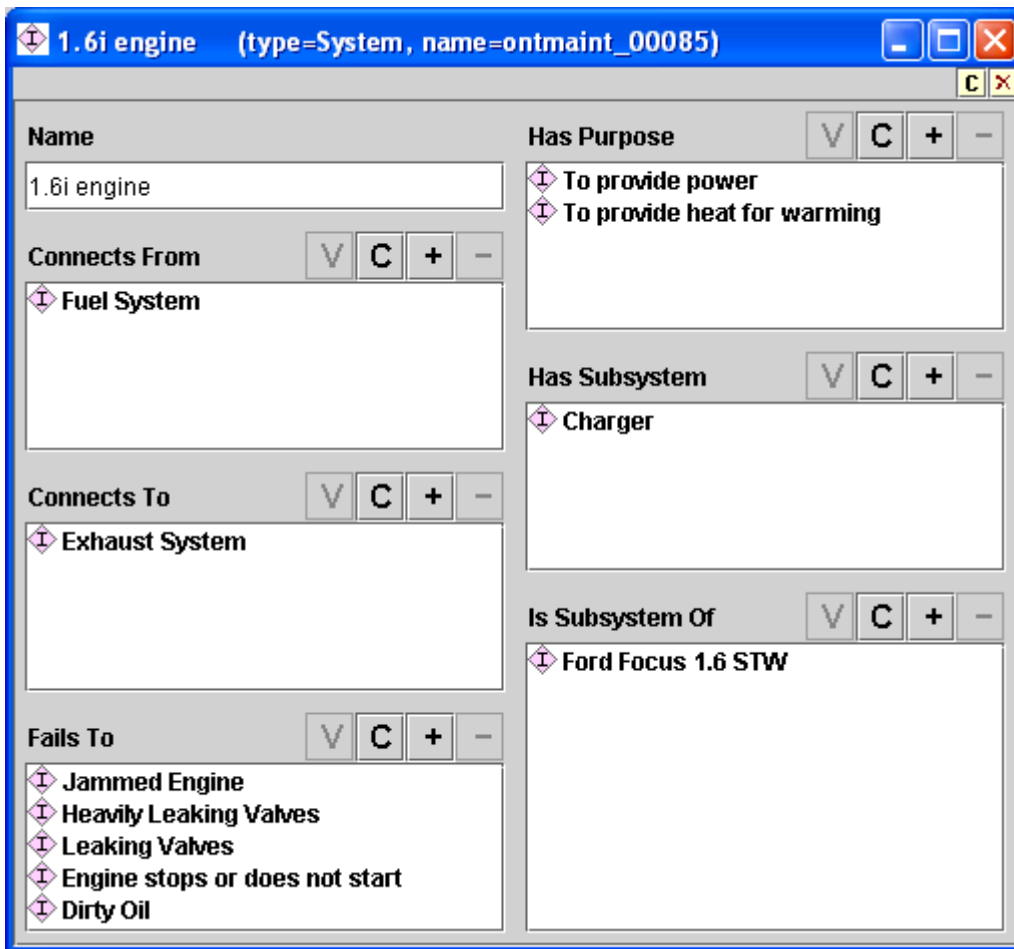 1.6i engine (type=System, name=ontmaint_00085)
C
Name
1.6i engine
Connects From V C + −
Fuel System
Connects To V C + −
Exhaust System
Fails To V C + −
Jammed Engine
Heavily Leaking Valves
Leaking Valves
Engine stops or does not start
Dirty Oil
Has Purpose V C + −
To provide power
To provide heat for warming
Has Subsystem V C + −
Charger
Is Subsystem Of V C + −
Ford Focus 1.6 STW